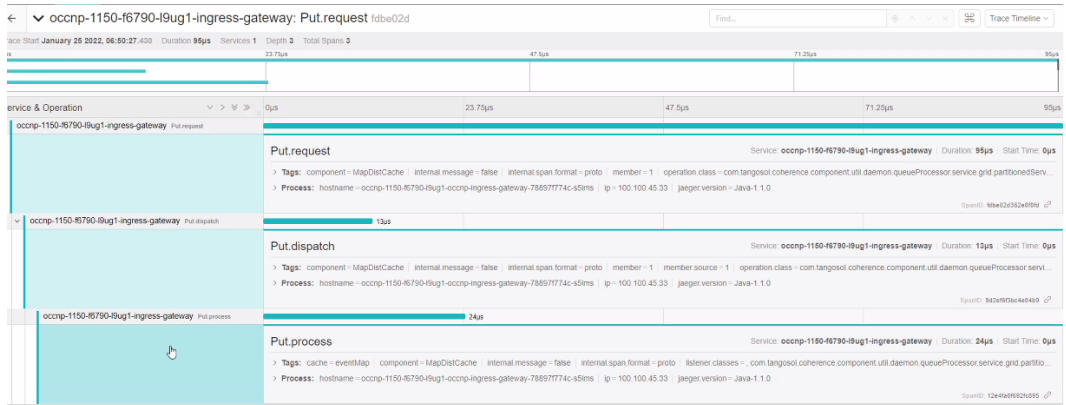 occnp-1150-f6790-l9ug1-ingress-gateway: Put.request fdbe02d
Find...
Trace Timeline
race Start January 25 2022, 06:50:27.430 Duration 95μs Services 1 Depth 3 Total Spans 3
23.75μs 47.5μs 71.25μs 95μs
ervice & Operation 0μs 23.75μs 47.5μs 71.25μs 95μs
occnp-1150-f6790-l9ug1-ingress-gateway Put.request
Put.request Service: occnp-1150-f6790-l9ug1-ingress-gateway Duration: 95μs Start Time: 0μs
> Tags: component = MapDistCache internal.message = false internal.span.format = proto member = 1 operation.class = com.tangosol.coherence.component.util.daemon.queueProcessor.service.grid.partitionedServ...
> Process: hostname = occnp-1150-f6790-l9ug1-occnp-ingress-gateway-78897f774c-s5lms ip = 100.100.45.33 jaeger.version = Java-1.1.0
SpanID:
occnp-1150-f6790-l9ug1-ingress-gateway Put.dispatch 13μs
Put.dispatch Service: occnp-1150-f6790-l9ug1-ingress-gateway Duration: 13μs Start Time: 0μs
> Tags: component = MapDistCache internal.message = false internal.span.format = proto member = 1 member.source = 1 operation.class = com.tangosol.coherence.component.util.daemon.queueProcessor.servi...
> Process: hostname = occnp-1150-f6790-l9ug1-occnp-ingress-gateway-78897f774c-s5lms ip = 100.100.45.33 jaeger.version = Java-1.1.0
SpanID:
occnp-1150-f6790-l9ug1-ingress-gateway Put.process 24μs
Put.process Service: occnp-1150-f6790-l9ug1-ingress-gateway Duration: 24μs Start Time: 0μs
> Tags: cache = eventMap component = MapDistCache internal.message = false internal.span.format = proto listener.classes = , com.tangosol.coherence.component.util.daemon.queueProcessor.service.grid.partitio...
> Process: hostname = occnp-1150-f6790-l9ug1-occnp-ingress-gateway-78897f774c-s5lms ip = 100.100.45.33 jaeger.version = Java-1.1.0
SpanID: